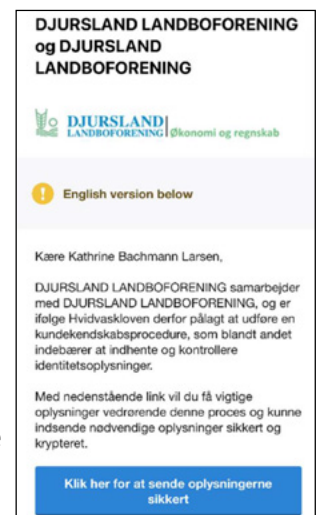 DJURSLAND LANDBOFORENING
og DJURSLAND
LANDBOFORENING
DJURSLAND
LANDBOFORENING
Økonomi og regnskab
English version below
Kære Kathrine Bachmann Larsen,
DJURSLAND LANDBOFORENING samarbejder
med DJURSLAND LANDBOFORENING, og er
ifølge Hvidvaskloven derfor pålagt at udføre en
kundekendskabsprocedure, som blandt andet
indebærer at indhente og kontrollere
identitetsoplysninger.
Med nedenstående link vil du få vigtige
oplysninger vedrørende denne proces og kunne
indsende nødvendige oplysninger sikkert og
krypteret.
Klik her for at sende oplysningerne
sikkert